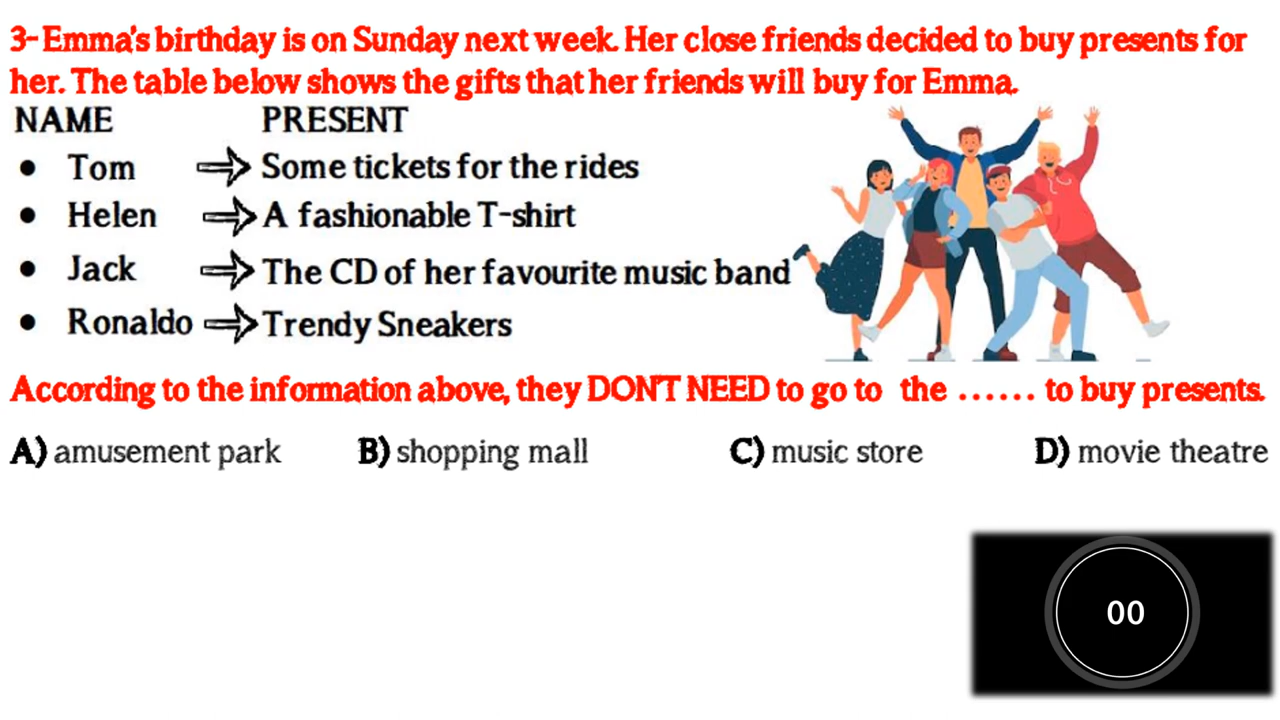 3- Emma's birthday is on Sunday next week. Her close friends decided to buy presents for
her. The table below shows the gifts that her friends will buy for Emma.
NAME PRESENT
• Tom ⇒ Some tickets for the rides
• Helen ⇒ A fashionable T-shirt
• Jack ⇒ The CD of her favourite music band
• Ronaldo ⇒ Trendy Sneakers
According to the information above, they DON'T NEED to go to the ...... to buy presents.
A) amusement park B) shopping mall C) music store D) movie theatre
00